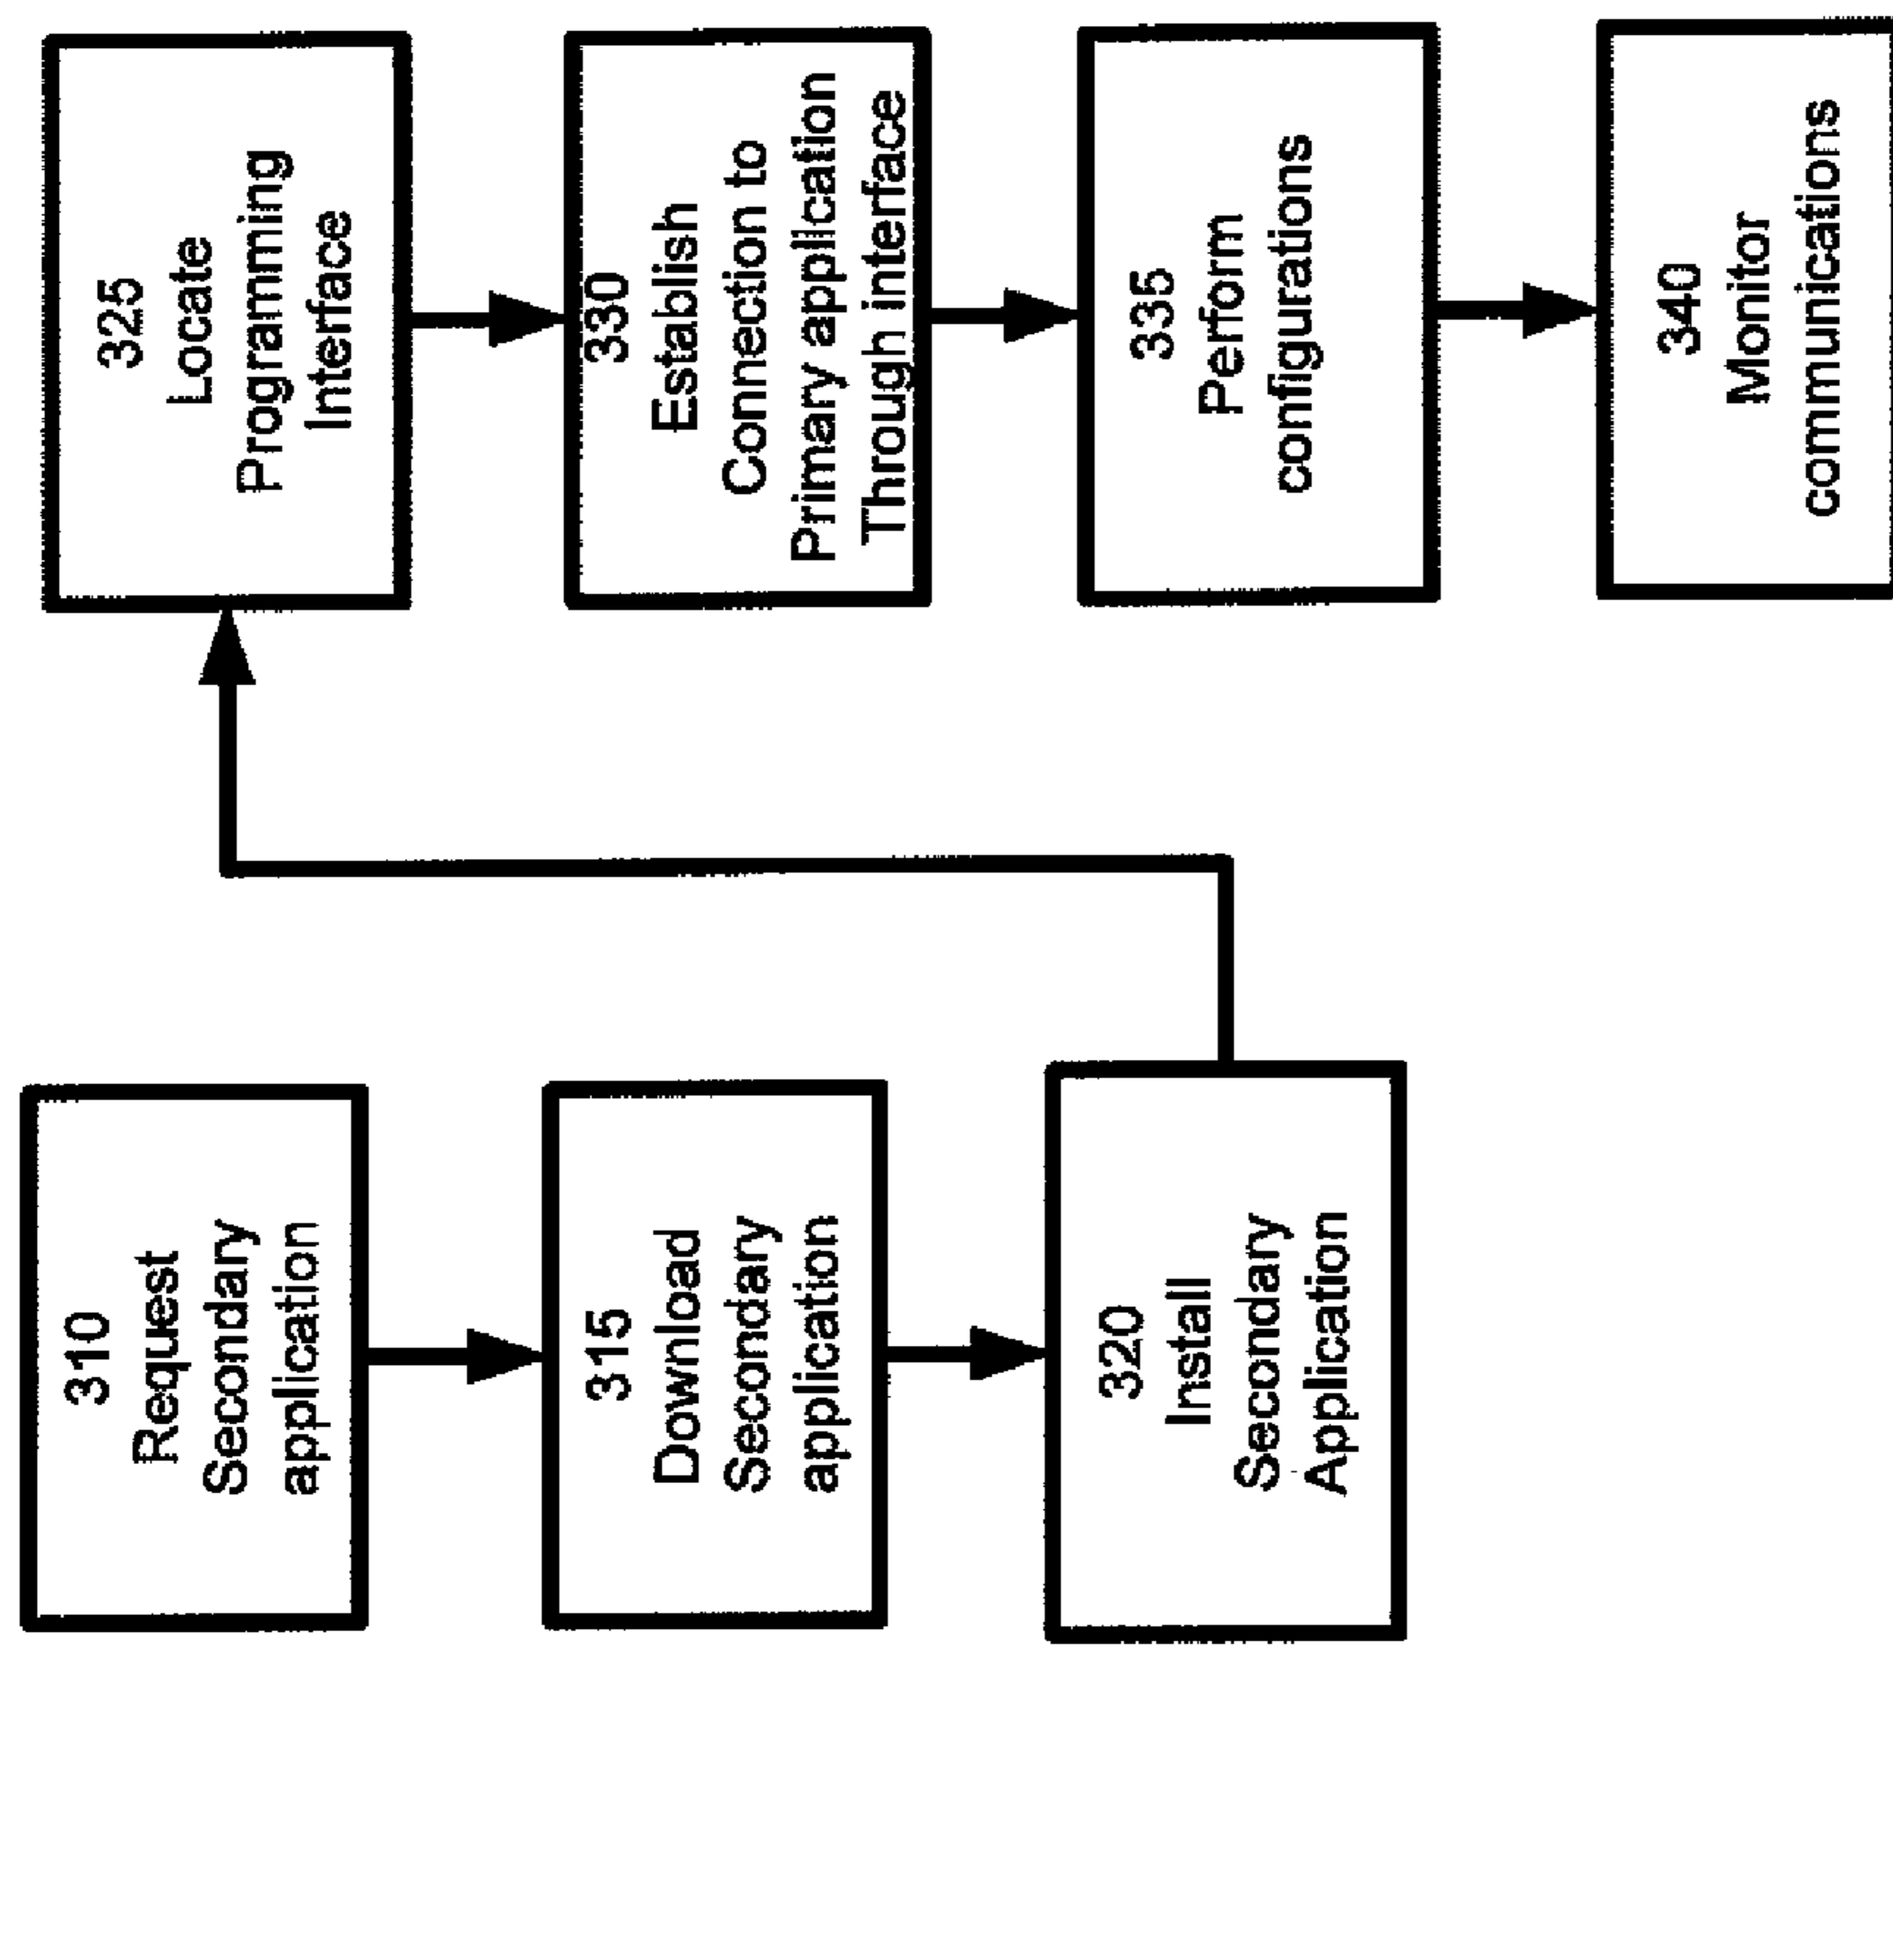 310
Request
Secondary
application
315
Download
Secondary
application
320
Install
Secondary
Application
325
Locate
Programming
Interface
330
Establish
Connection to
Primary application
Through interface
335
Perform
configurations
340
Monitor
communications